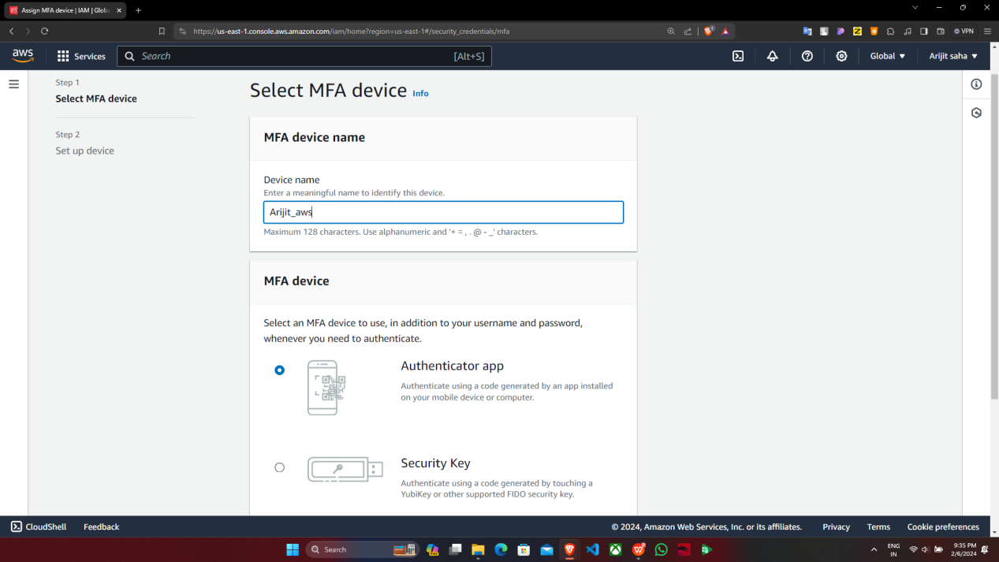 Assign MFA device | IAM | Globa
https://us-east-1.console.aws.amazon.com/iam/home?region=us-east-1#/security_credentials/mfa
1
VPN
aws
Services
Search
[Alt+S]
Global
Arijit saha
Step 1
Select MFA device
Step 2
Set up device
Select MFA device Info
MFA device name
Device name
Enter a meaningful name to identify this device.
Arijit_aws
Maximum 128 characters. Use alphanumeric and '+ = , . @ - _' characters.
MFA device
Select an MFA device to use, in addition to your username and password,
whenever you need to authenticate.
Authenticator app
Authenticate using a code generated by an app installed
on your mobile device or computer.
Security Key
Authenticate using a code generated by touching a
YubiKey or other supported FIDO security key.
CloudShell
Feedback
© 2024, Amazon Web Services, Inc. or its affiliates.
Privacy
Terms
Cookie preferences
Search
ENG
IN
9:35 PM
2/6/2024